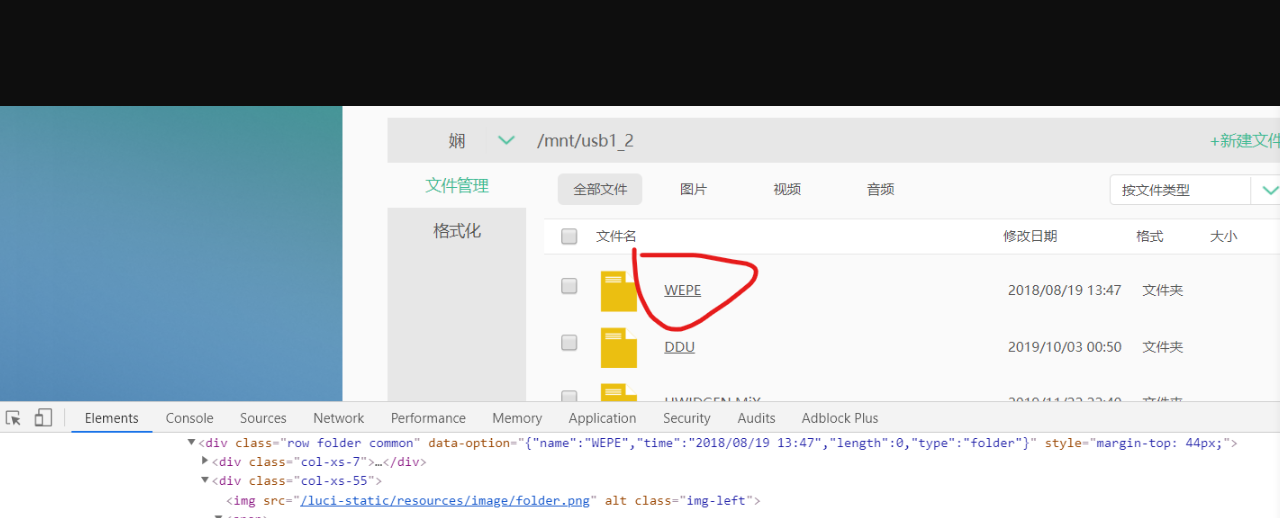 娴 /mnt/usb1_2 +新建文件
文件管理 全部文件 图片 视频 音频 按文件类型
格式化
文件名 修改日期 格式 大小
WEPE 2018/08/19 13:47 文件夹
DDU 2019/10/03 00:50 文件夹
Elements Console Sources Network Performance Memory Application Security Audits Adblock Plus
<div class="row folder common" data-option="{"name":"WEPE","time":"2018/08/19 13:47","length":0,"type":"folder"}" style="margin-top: 44px;">
<div class="col-xs-7">…</div>
<div class="col-xs-55">
<img src="/luci-static/resources/image/folder.png" alt class="img-left">